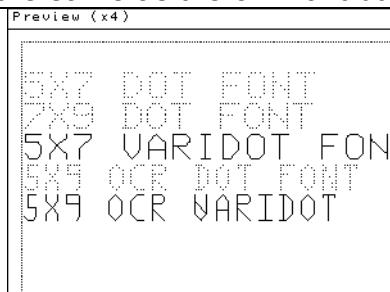 Preview (x4)
5X7 DOT FONT
7X9 DOT FONT
5X7 VARIDOT FON
5X9 OCR DOT FONT
5X9 OCR VARIDOT